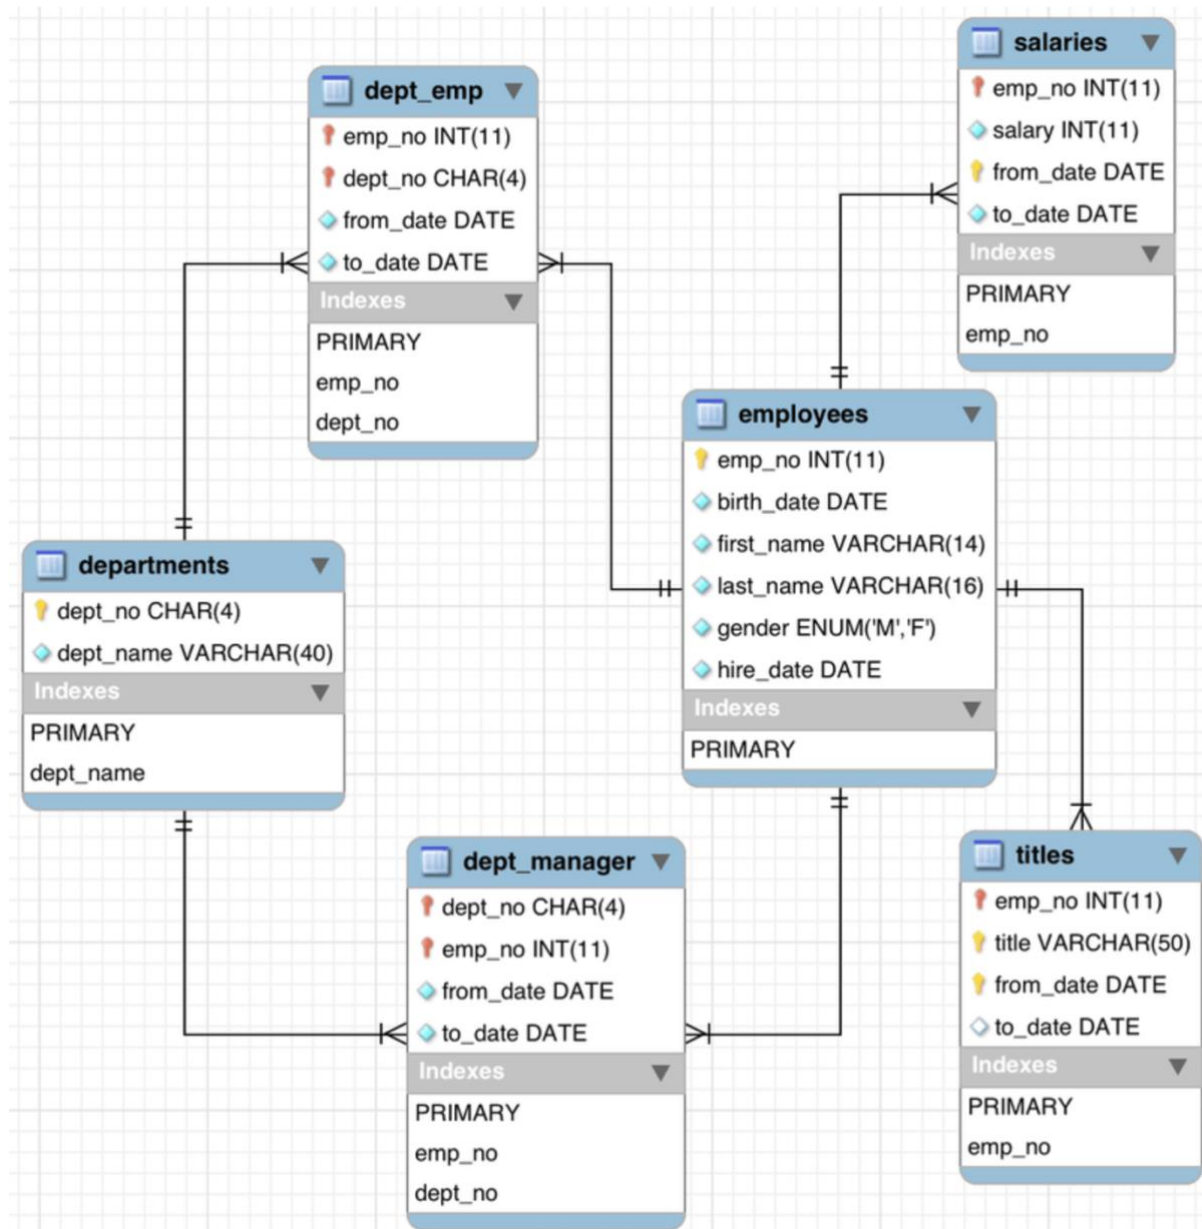 salaries
emp_no INT(11)
salary INT(11)
from_date DATE
to_date DATE
Indexes
PRIMARY
emp_no
dept_emp
emp_no INT(11)
dept_no CHAR(4)
from_date DATE
to_date DATE
Indexes
PRIMARY
emp_no
dept_no
employees
emp_no INT(11)
birth_date DATE
first_name VARCHAR(14)
last_name VARCHAR(16)
gender ENUM('M','F')
hire_date DATE
Indexes
PRIMARY
departments
dept_no CHAR(4)
dept_name VARCHAR(40)
Indexes
PRIMARY
dept_name
dept_manager
dept_no CHAR(4)
emp_no INT(11)
from_date DATE
to_date DATE
Indexes
PRIMARY
emp_no
dept_no
titles
emp_no INT(11)
title VARCHAR(50)
from_date DATE
to_date DATE
Indexes
PRIMARY
emp_no